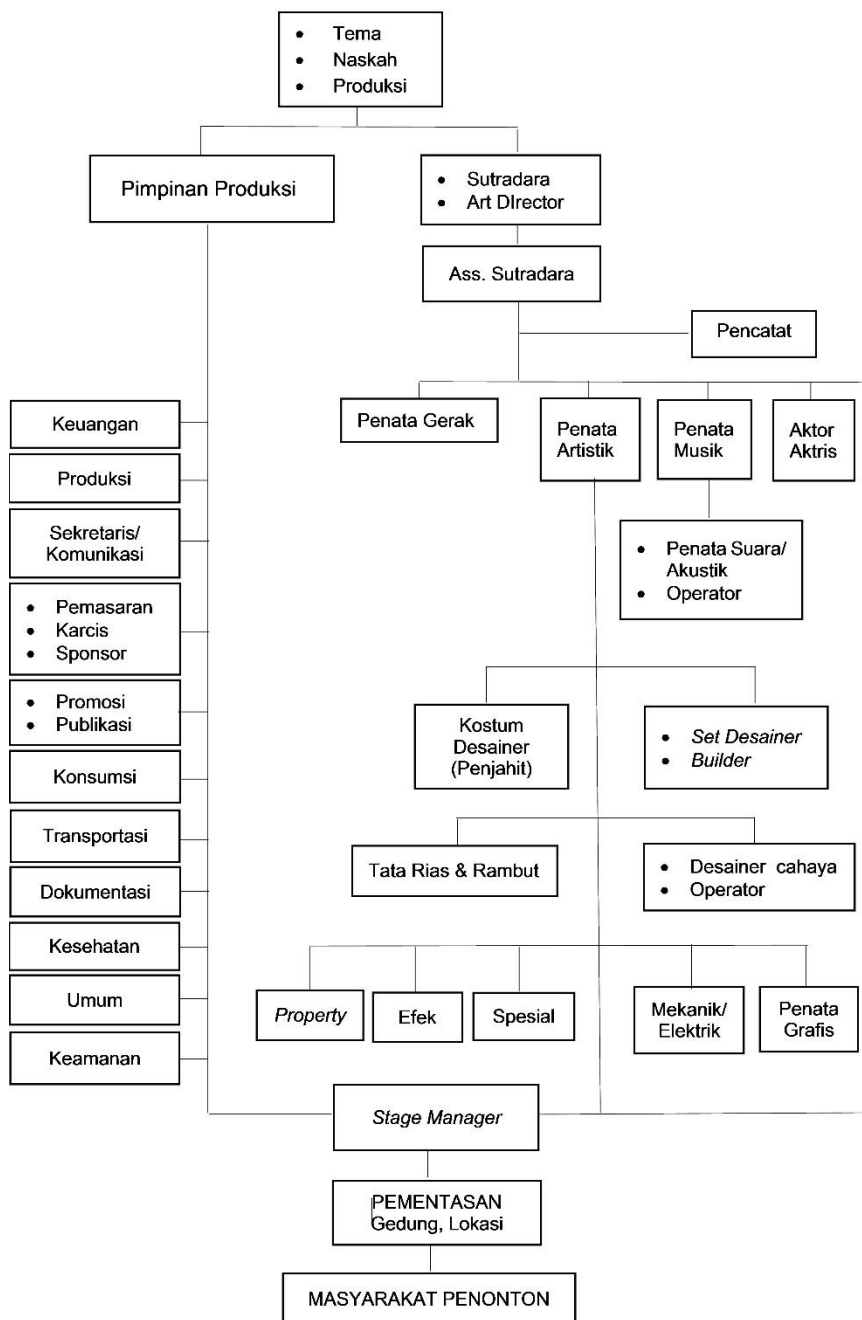 Tema
Naskah
Produksi
Pimpinan Produksi
Sutradara
Art DIrector
Ass. Sutradara
Pencatat
Penata Gerak
Penata
Artistik
Penata
Musik
Aktor
Aktris
Penata Suara/
Akustik
Operator
Keuangan
Produksi
Sekretaris/
Komunikasi
Pemasaran
Karcis
Sponsor
Promosi
Publikasi
Konsumsi
Transportasi
Dokumentasi
Kesehatan
Umum
Keamanan
Kostum
Desainer
(Penjahit)
Set Desainer
Builder
Tata Rias & Rambut
Desainer cahaya
Operator
Property
Efek
Spesial
Mekanik/
Elektrik
Penata
Grafis
Stage Manager
PEMENTASAN
Gedung, Lokasi
MASYARAKAT PENONTON